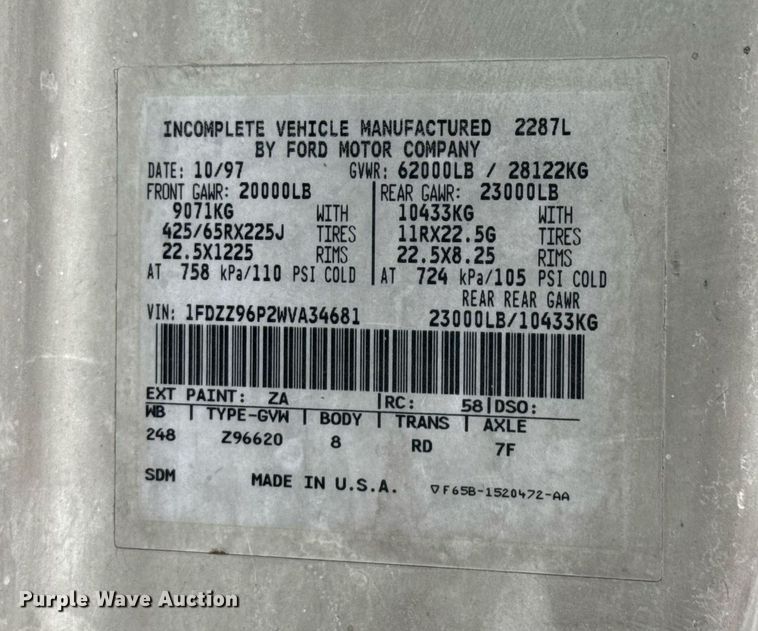 INCOMPLETE VEHICLE MANUFACTURED 2287L
BY FORD MOTOR COMPANY
DATE: 10/97 GVWR: 62000LB / 28122KG
FRONT GAWR: 20000LB REAR GAWR: 23000LB
9071KG WITH 10433KG WITH
425/65RX225J TIRES 11RX22.5G TIRES
22.5X1225 RIMS 22.5X8.25 RIMS
AT 758 kPa/110 PSI COLD AT 724 kPa/105 PSI COLD
REAR REAR GAWR
VIN: 1FDZZ96P2WVA34681 23000LB/10433KG
EXT PAINT: ZA RC: 58 DSO:
WB TYPE-GVW BODY TRANS AXLE
248 Z96620 8 RD 7F
SDM MADE IN U.S.A. ▽F65B-1520472-AA
Purple Wave Auction